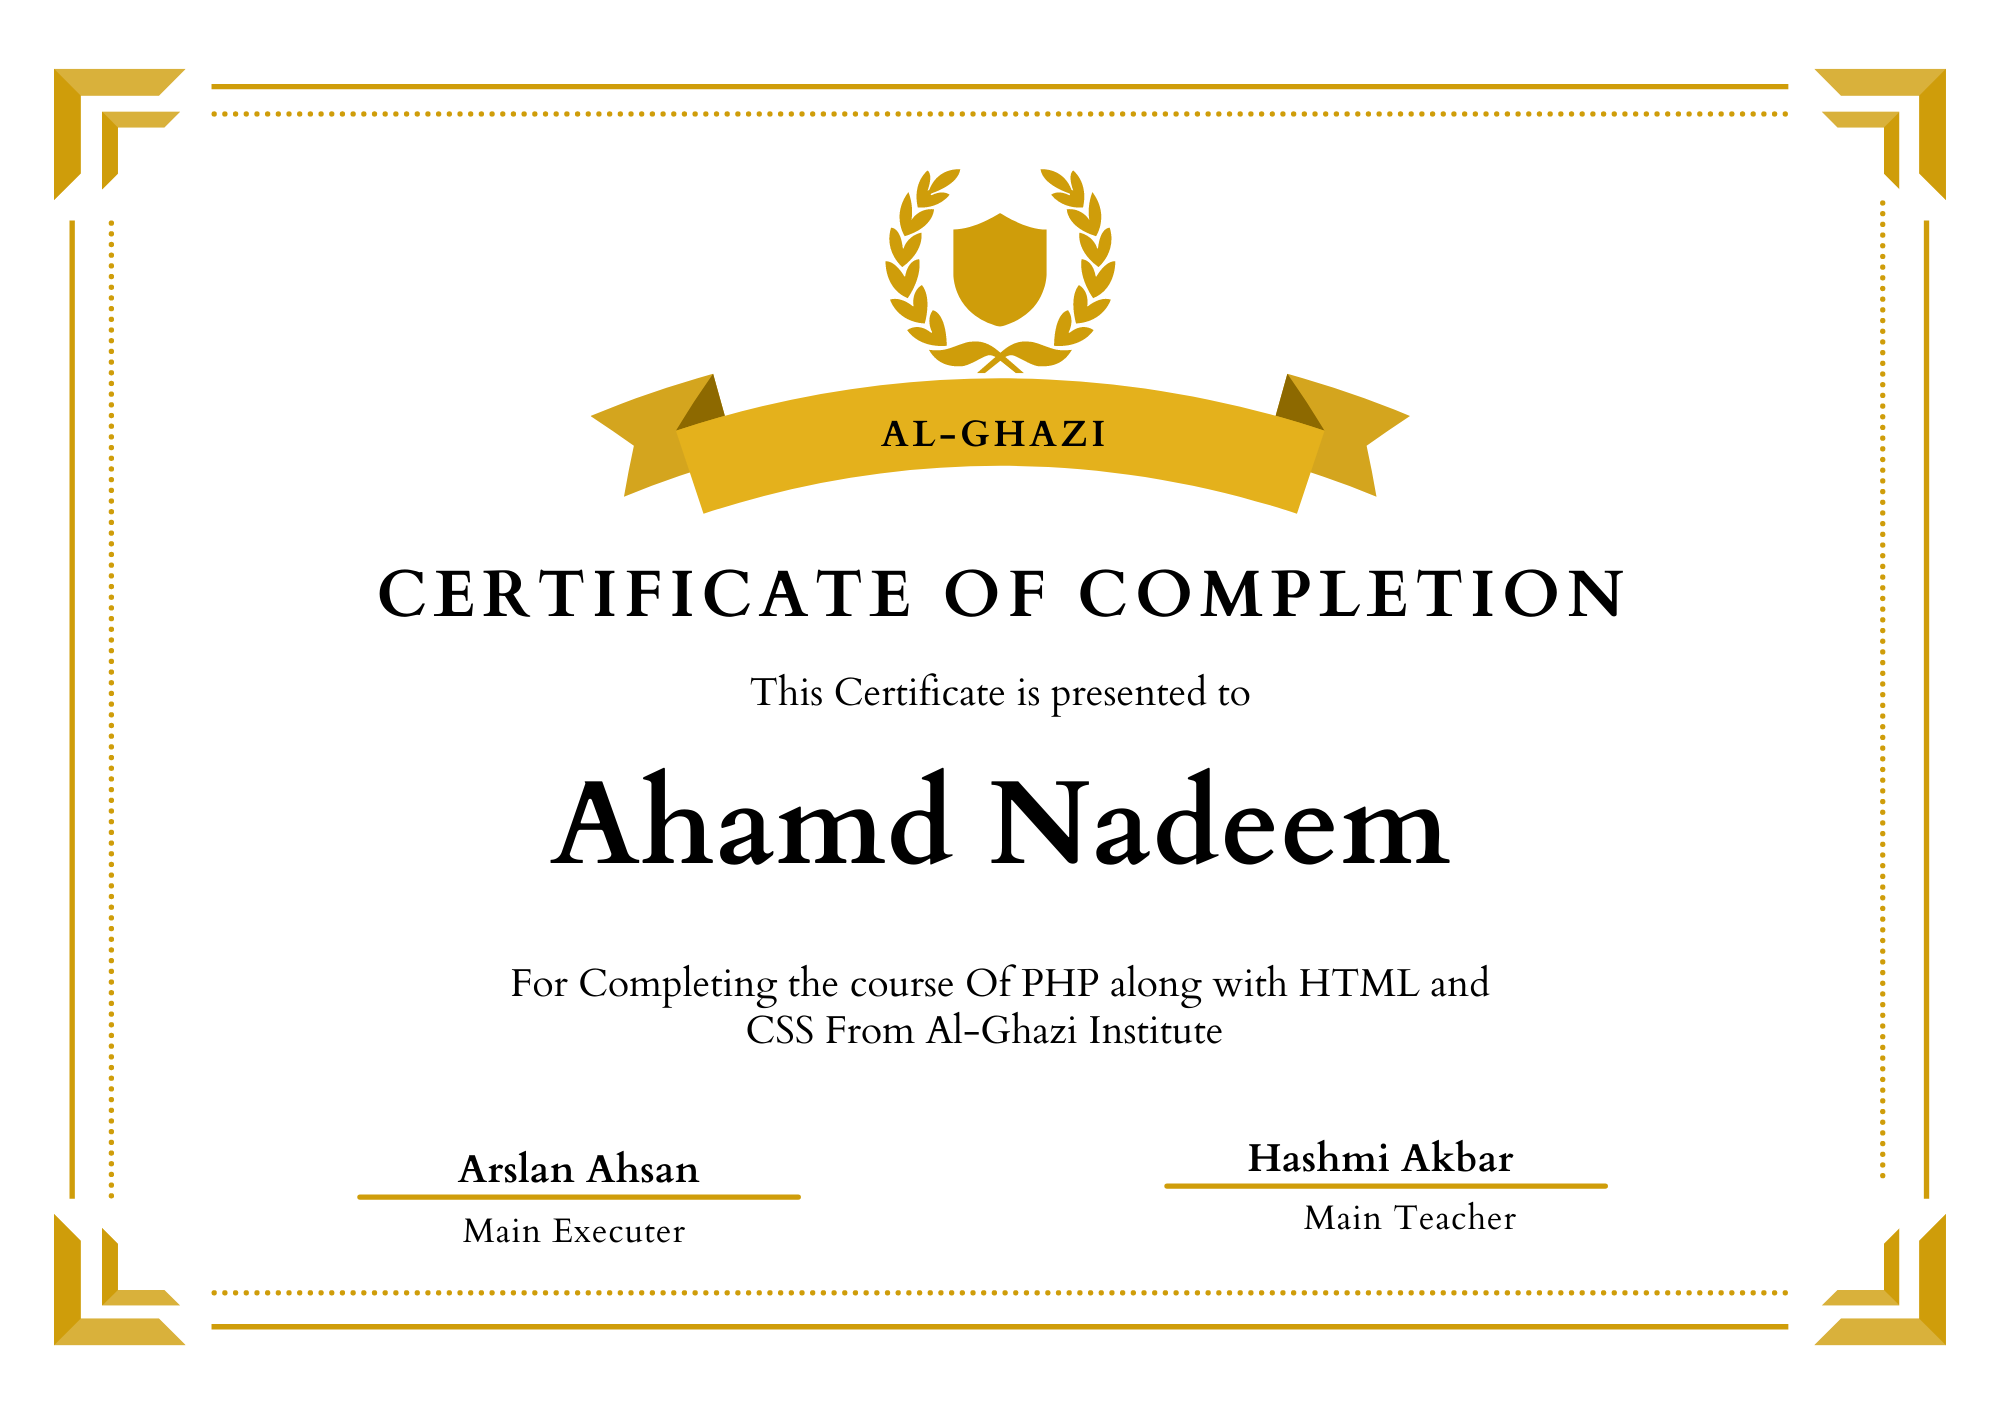 AL-GHAZI
CERTIFICATE OF COMPLETION
This Certificate is presented to
Ahamd Nadeem
For Completing the course Of PHP along with HTML and
CSS From Al-Ghazi Institute
Arslan Ahsan
Main Executer
Hashmi Akbar
Main Teacher